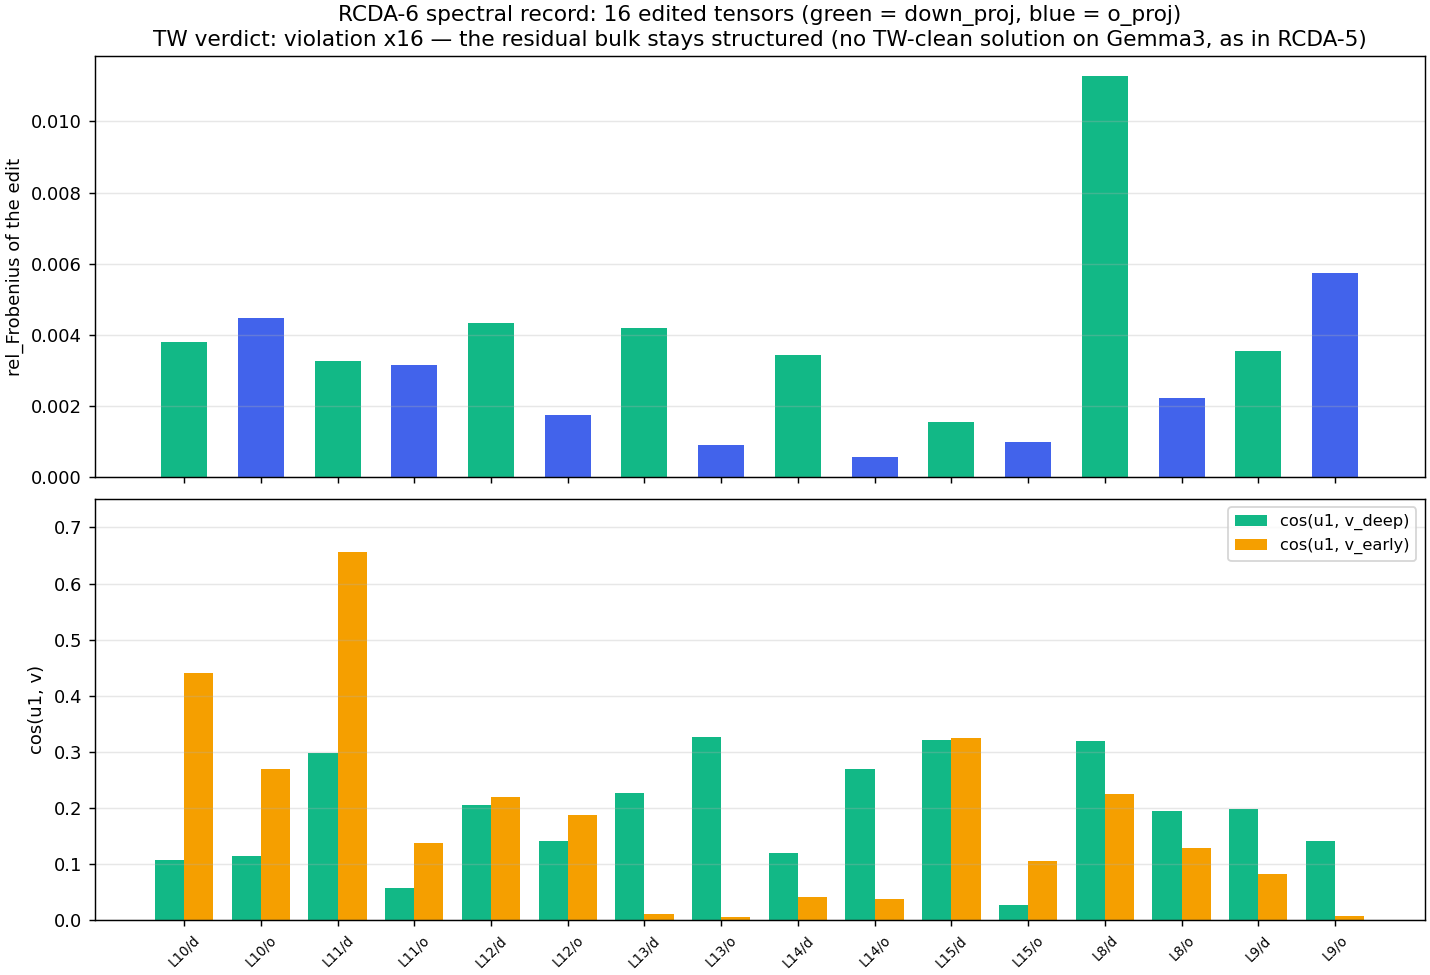 RCDA-6 spectral record: 16 edited tensors (green = down_proj, blue = o_proj)
TW verdict: violation x16 — the residual bulk stays structured (no TW-clean solution on Gemma3, as in RCDA-5)
rel_Frobenius of the edit
0.010
0.008
0.006
0.004
0.002
0.000
cos(u1, v)
0.7
0.6
0.5
0.4
0.3
0.2
0.1
0.0
cos(u1, v_deep)
cos(u1, v_early)
L10/d
L10/o
L11/d
L11/o
L12/d
L12/o
L13/d
L13/o
L14/d
L14/o
L15/d
L15/o
L8/d
L8/o
L9/d
L9/o